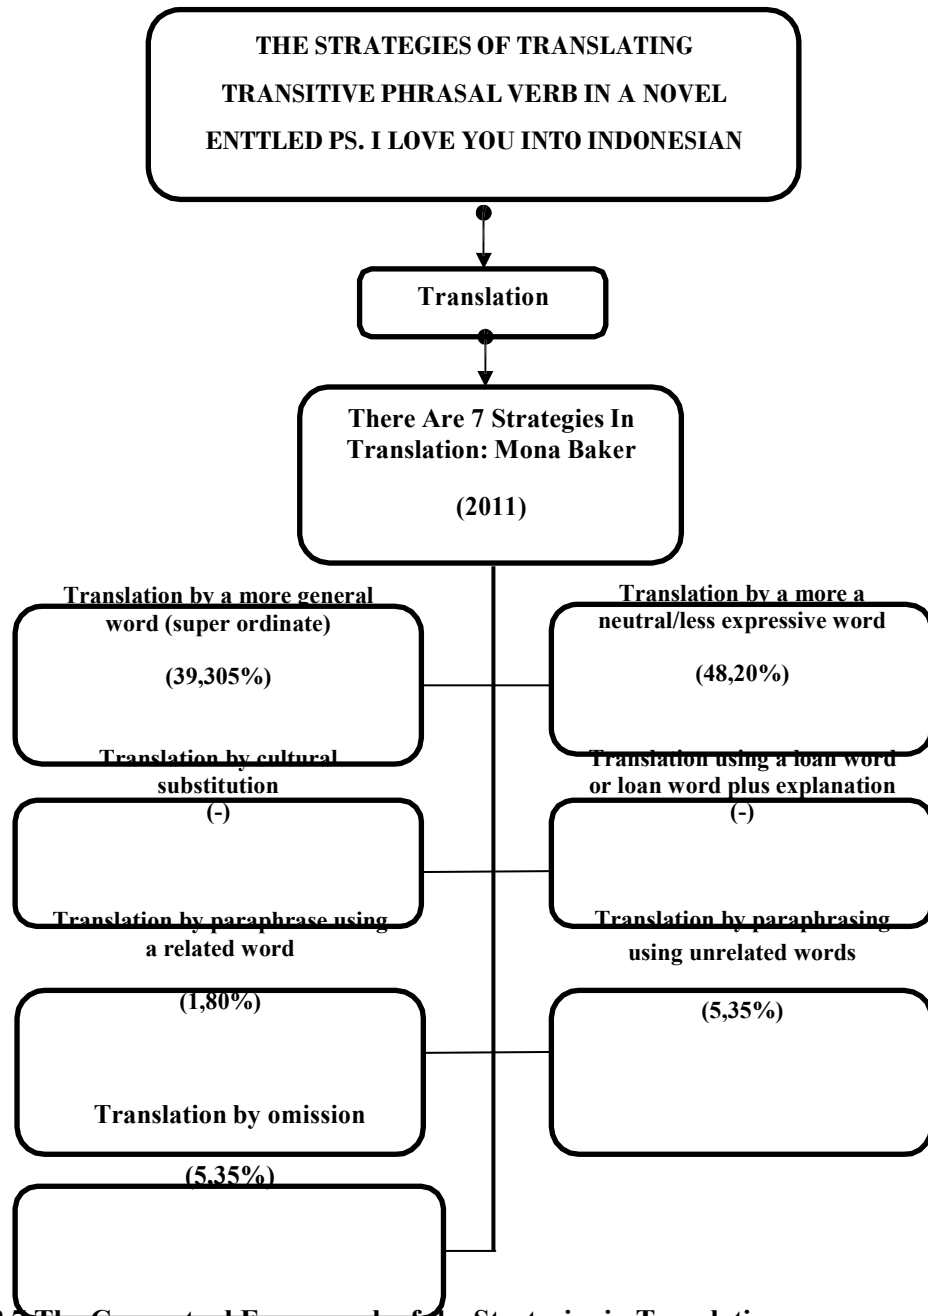 THE STRATEGIES OF TRANSLATING
TRANSITIVE PHRASAL VERB IN A NOVEL
ENTTLED PS. I LOVE YOU INTO INDONESIAN
Translation
There Are 7 Strategies In
Translation: Mona Baker
(2011)
Translation by a more general
word (super ordinate)
(39,305%)
Translation by a more a
neutral/less expressive word
(48,20%)
Translation by cultural
substitution
(-)
Translation using a loan word
or loan word plus explanation
(-)
Translation by paraphrase using
a related word
(1,80%)
Translation by paraphrasing
using unrelated words
(5,35%)
Translation by omission
(5,35%)
The Conceptual Framework of the Strategies in Translation